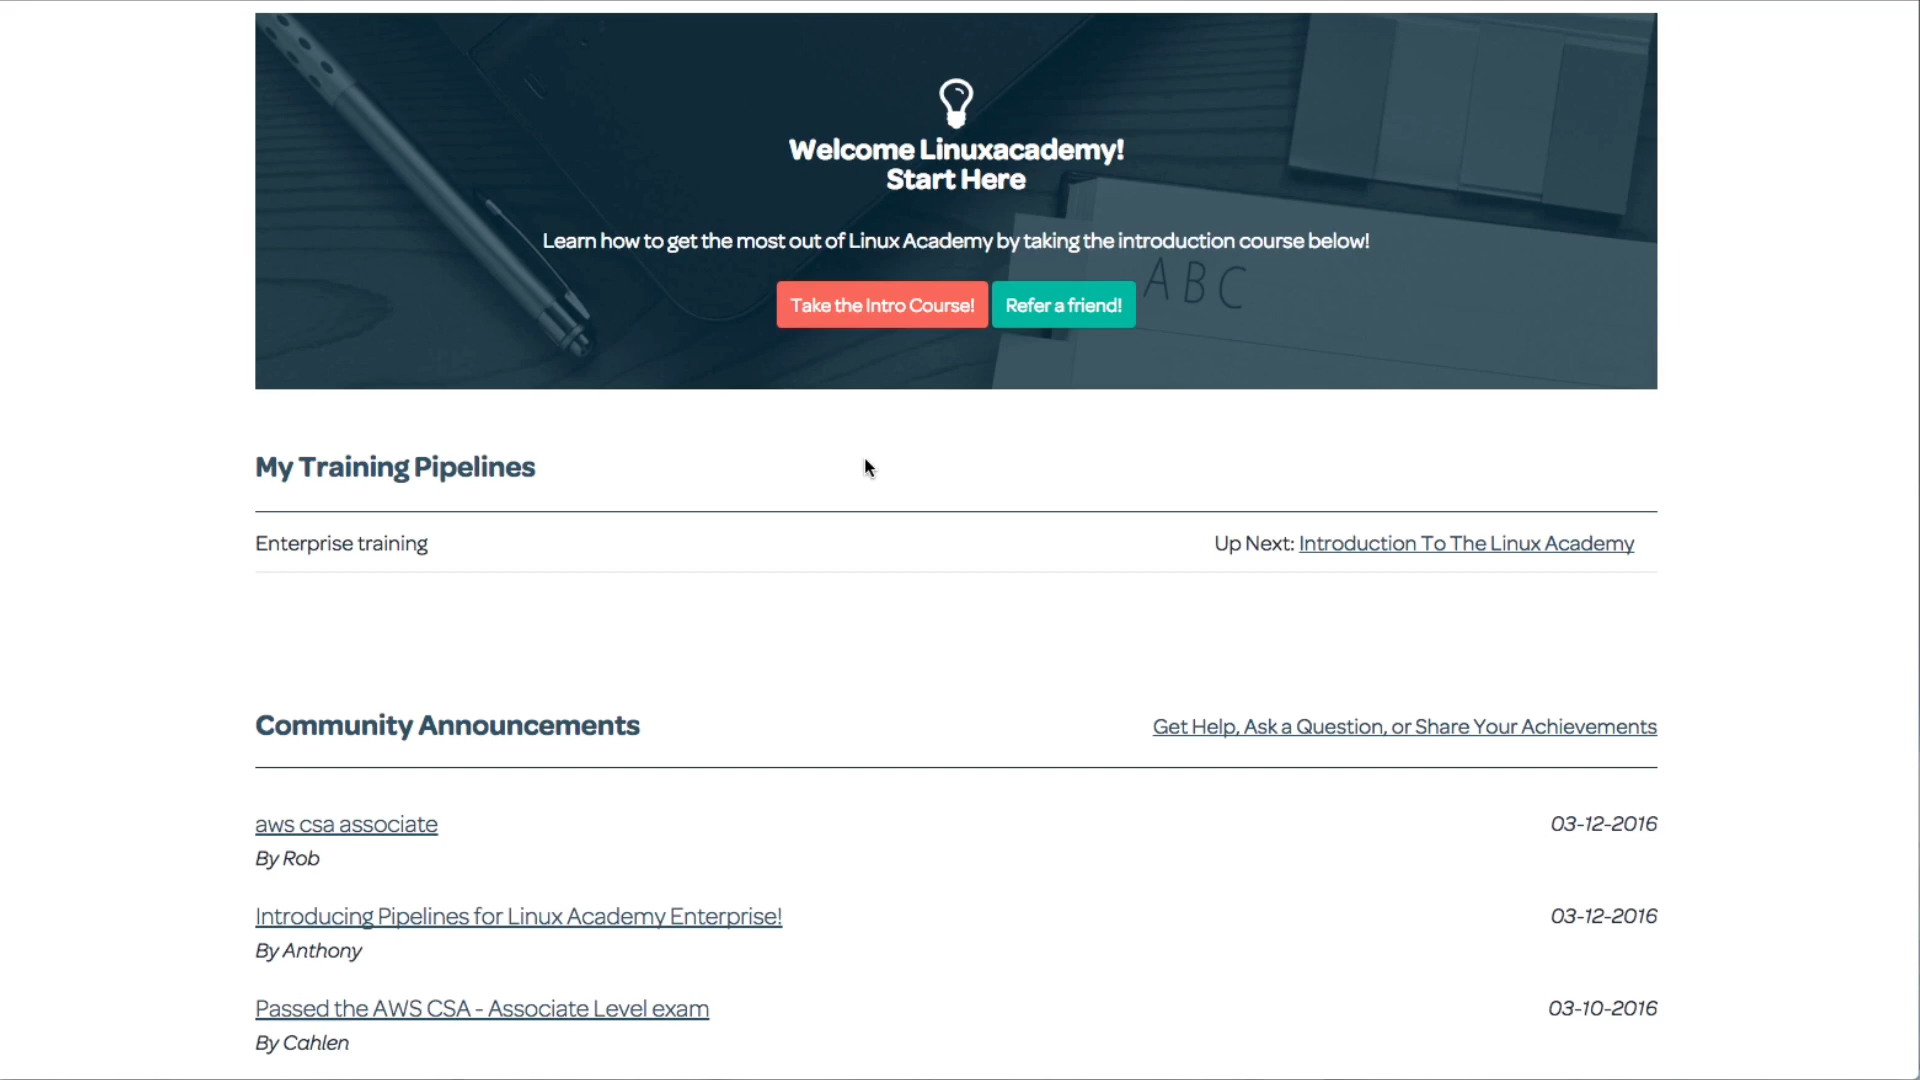 Welcome Linuxacademy!
Start Here
Learn how to get the most out of Linux Academy by taking the introduction course below!
Take the Intro Course! Refer a friend!
ABC
My Training Pipelines
Enterprise training Up Next: Introduction To The Linux Academy
Community Announcements Get Help, Ask a Question, or Share Your Achievements
aws csa associate 03-12-2016
By Rob
Introducing Pipelines for Linux Academy Enterprise! 03-12-2016
By Anthony
Passed the AWS CSA - Associate Level exam 03-10-2016
By Cahlen